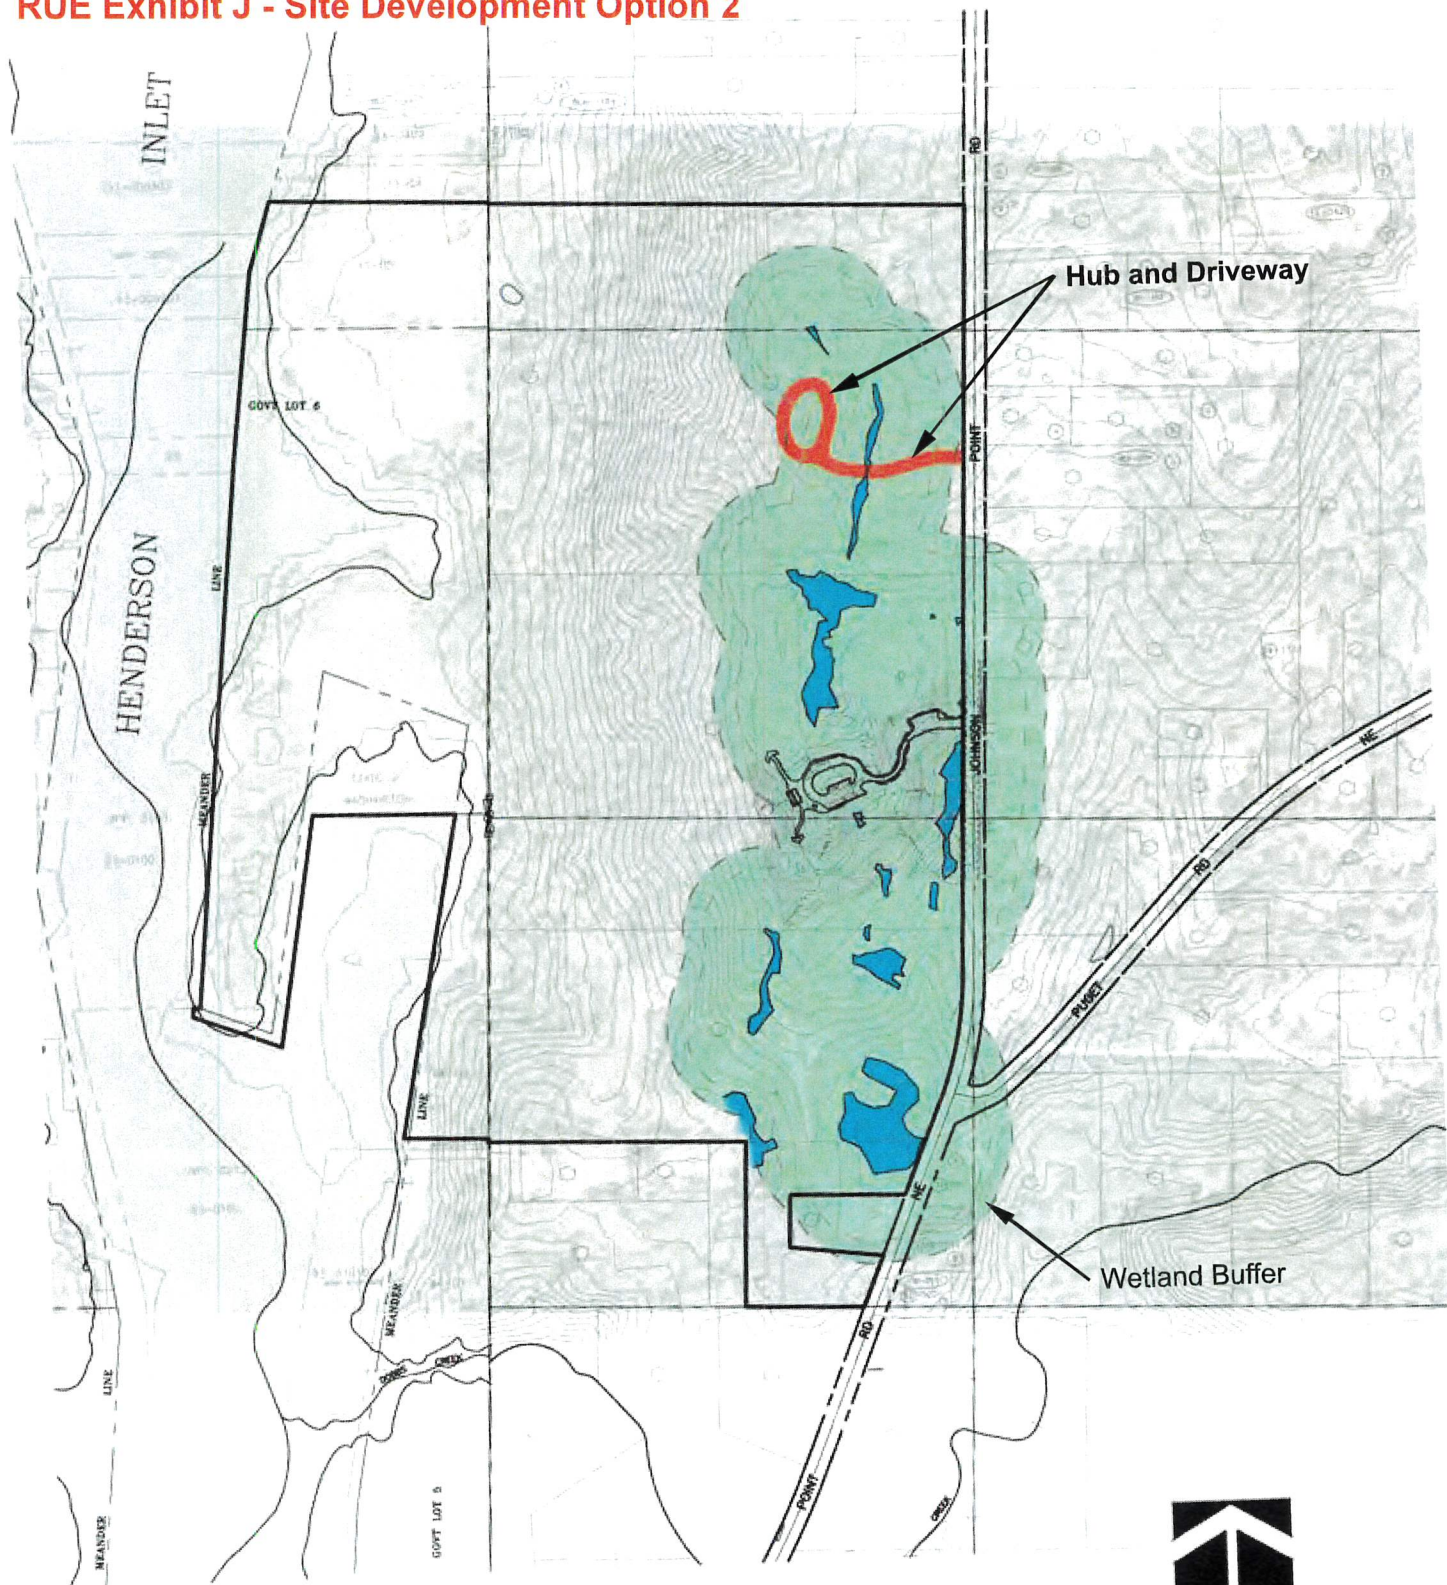 RUE Exhibit J - Site Development Option 2
INLET
RD
Hub and Driveway
GOVT LOT 6
POINT
HENDERSON
LINE
JOHNSON
NE
MEANDER
RD
PUGET
LINE
NE
Wetland Buffer
MEANDER
RD
CREEK
LINE
POINT
GOVT LOT 5
CREEK
MEANDER